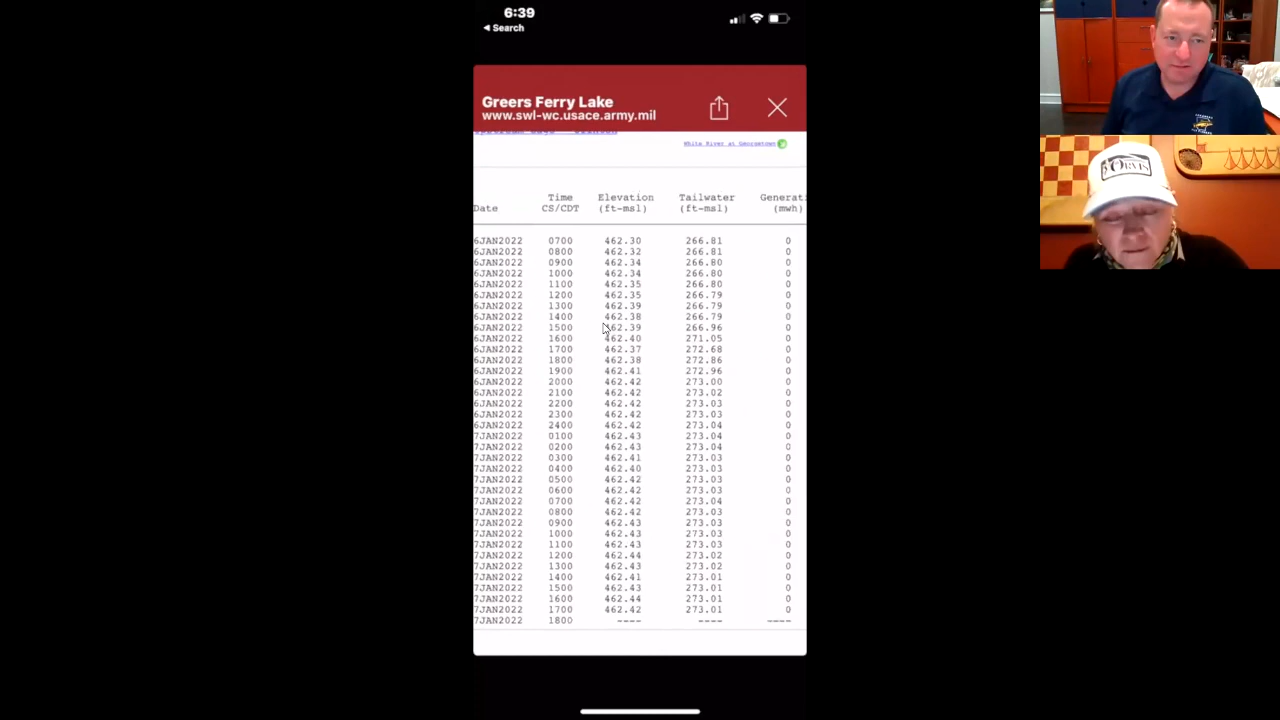 6:39
Search
Greers Ferry Lake
www.swl-wc.usace.army.mil
White River at Georgetown
Time Elevation Tailwater Generati
Date CS/CDT (ft-msl) (ft-msl) (mwh)
6JAN2022 0700 462.30 266.81 0
6JAN2022 0800 462.32 266.81 0
6JAN2022 0900 462.34 266.80 0
6JAN2022 1000 462.34 266.80 0
6JAN2022 1100 462.35 266.80 0
6JAN2022 1200 462.35 266.79 0
6JAN2022 1300 462.39 266.79 0
6JAN2022 1400 462.38 266.79 0
6JAN2022 1500 462.39 266.96 0
6JAN2022 1600 462.40 271.05 0
6JAN2022 1700 462.37 272.68 0
6JAN2022 1800 462.38 272.86 0
6JAN2022 1900 462.41 272.96 0
6JAN2022 2000 462.42 273.00 0
6JAN2022 2100 462.42 273.02 0
6JAN2022 2200 462.42 273.03 0
6JAN2022 2300 462.42 273.03 0
6JAN2022 2400 462.42 273.04 0
7JAN2022 0100 462.43 273.04 0
7JAN2022 0200 462.43 273.04 0
7JAN2022 0300 462.41 273.03 0
7JAN2022 0400 462.40 273.03 0
7JAN2022 0500 462.42 273.03 0
7JAN2022 0600 462.42 273.03 0
7JAN2022 0700 462.42 273.04 0
7JAN2022 0800 462.42 273.03 0
7JAN2022 0900 462.43 273.03 0
7JAN2022 1000 462.43 273.03 0
7JAN2022 1100 462.43 273.03 0
7JAN2022 1200 462.44 273.02 0
7JAN2022 1300 462.43 273.02 0
7JAN2022 1400 462.41 273.01 0
7JAN2022 1500 462.43 273.01 0
7JAN2022 1600 462.44 273.01 0
7JAN2022 1700 462.42 273.01 0
7JAN2022 1800 ---- ---- ----
ORVIS